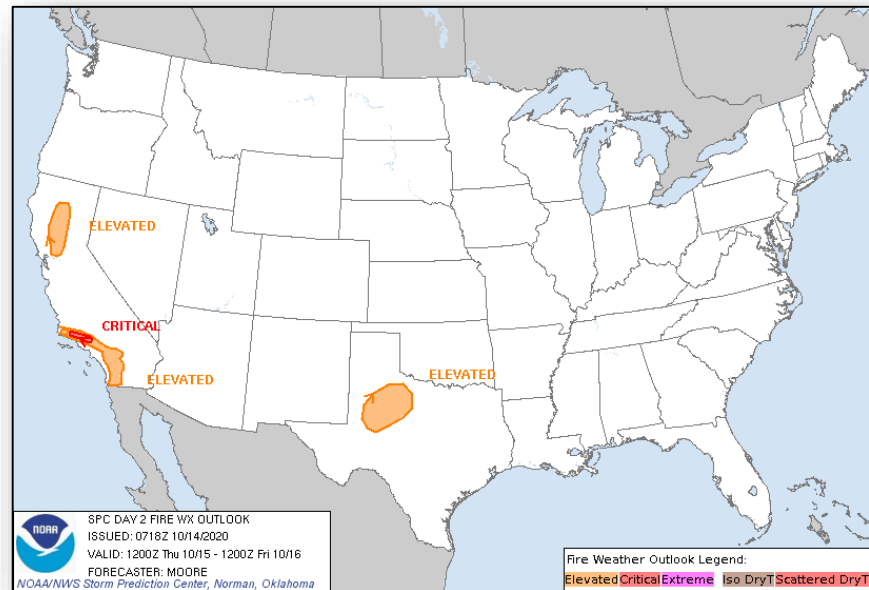 ELEVATED
CRITICAL
ELEVATED
ELEVATED
NOAA
SPC DAY 2 FIRE WX OUTLOOK
ISSUED: 0718Z 10/14/2020
VALID: 1200Z Thu 10/15 - 1200Z Fri 10/16
FORECASTER: MOORE
NOAA/NWS Storm Prediction Center, Norman, Oklahoma
Fire Weather Outlook Legend:
Elevated Critical Extreme Iso DryT Scattered DryT